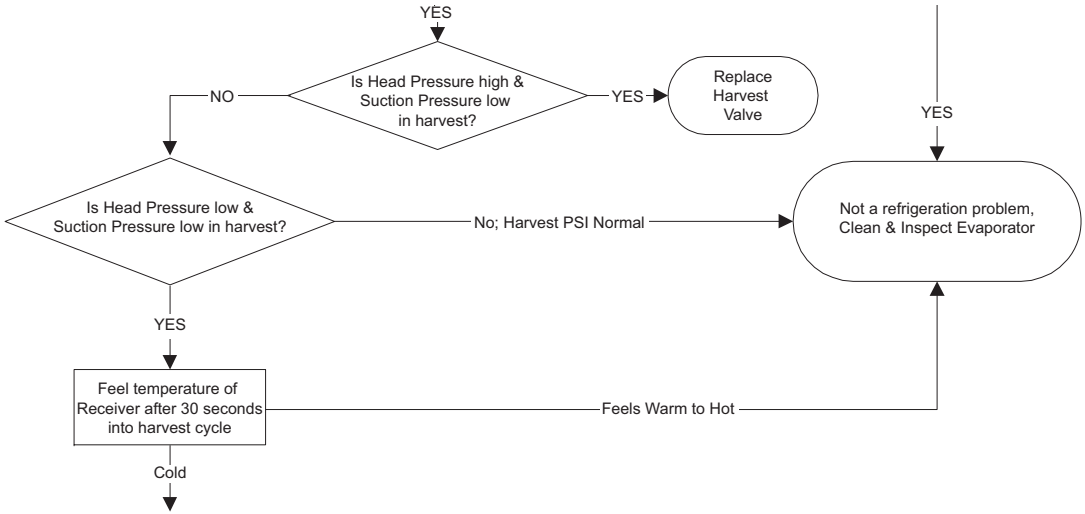 YES
Is Head Pressure high &
Suction Pressure low
in harvest?
NO
YES
Replace
Harvest
Valve
YES
Is Head Pressure low &
Suction Pressure low in harvest?
No; Harvest PSI Normal
Not a refrigeration problem,
Clean & Inspect Evaporator
YES
Feel temperature of
Receiver after 30 seconds
into harvest cycle
Feels Warm to Hot
Cold